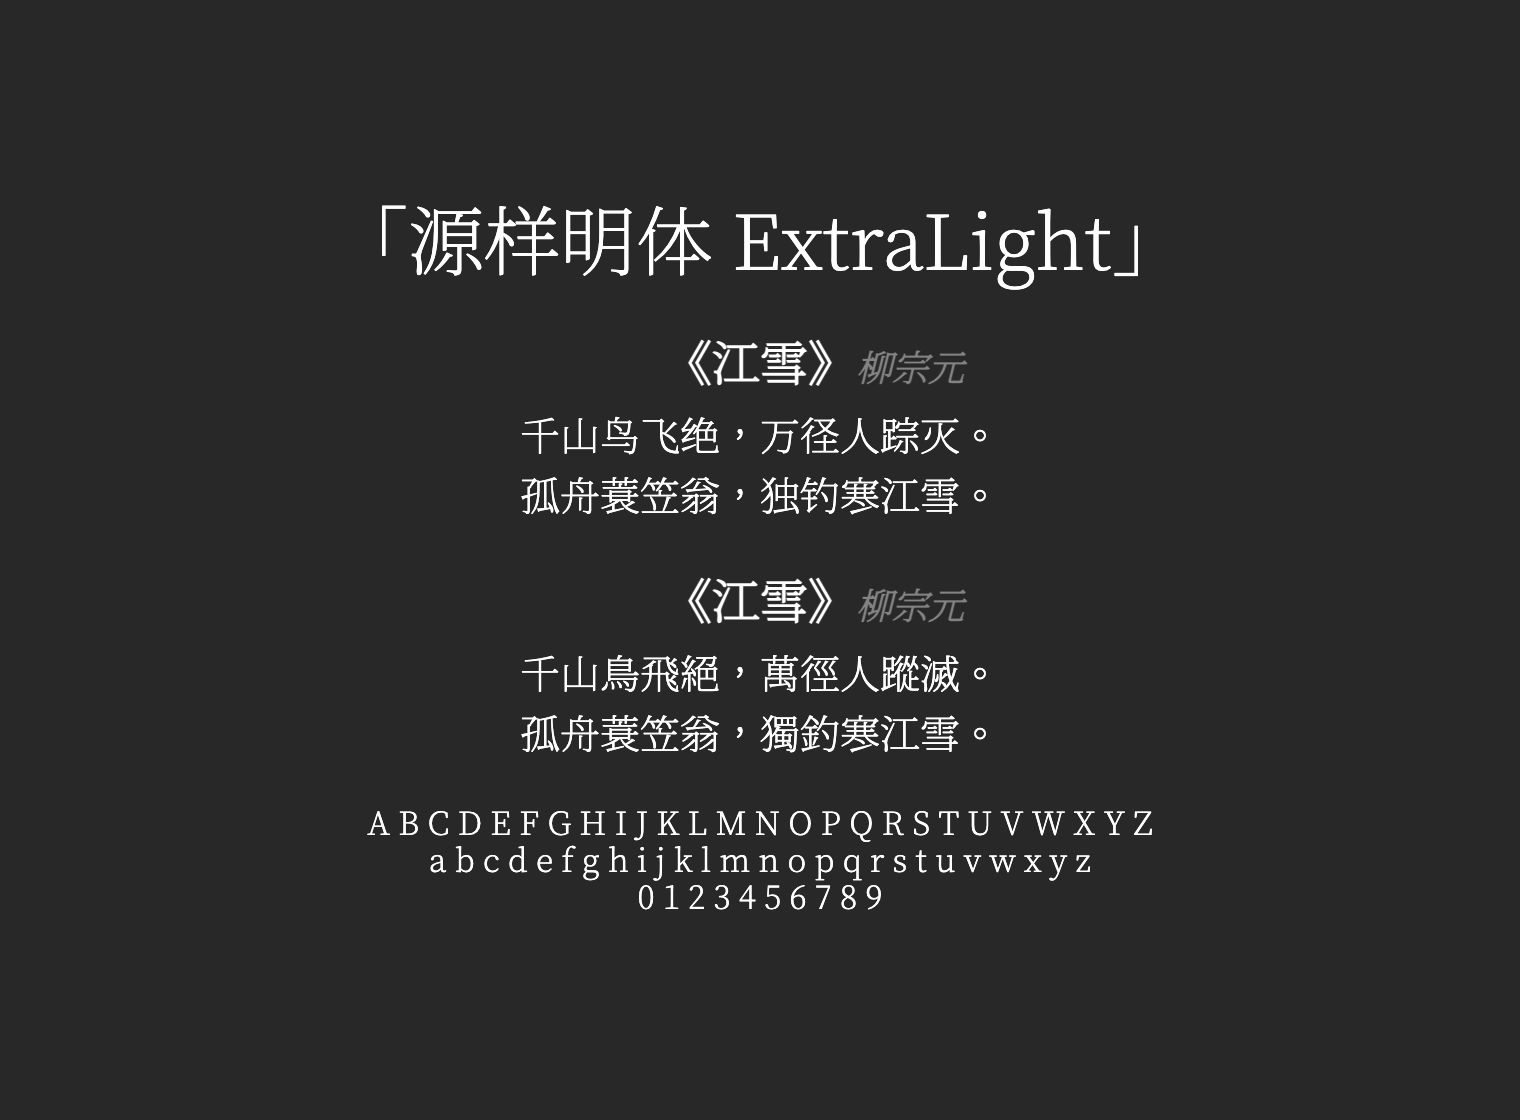 「源样明体 ExtraLight」
《江雪》 柳宗元
千山鸟飞绝，万径人踪灭。
孤舟蓑笠翁，独钓寒江雪。
《江雪》 柳宗元
千山鳥飛絕，萬徑人蹤滅。
孤舟蓑笠翁，獨釣寒江雪。
A B C D E F G H I J K L M N O P Q R S T U V W X Y Z
a b c d e f g h i j k l m n o p q r s t u v w x y z
0 1 2 3 4 5 6 7 8 9